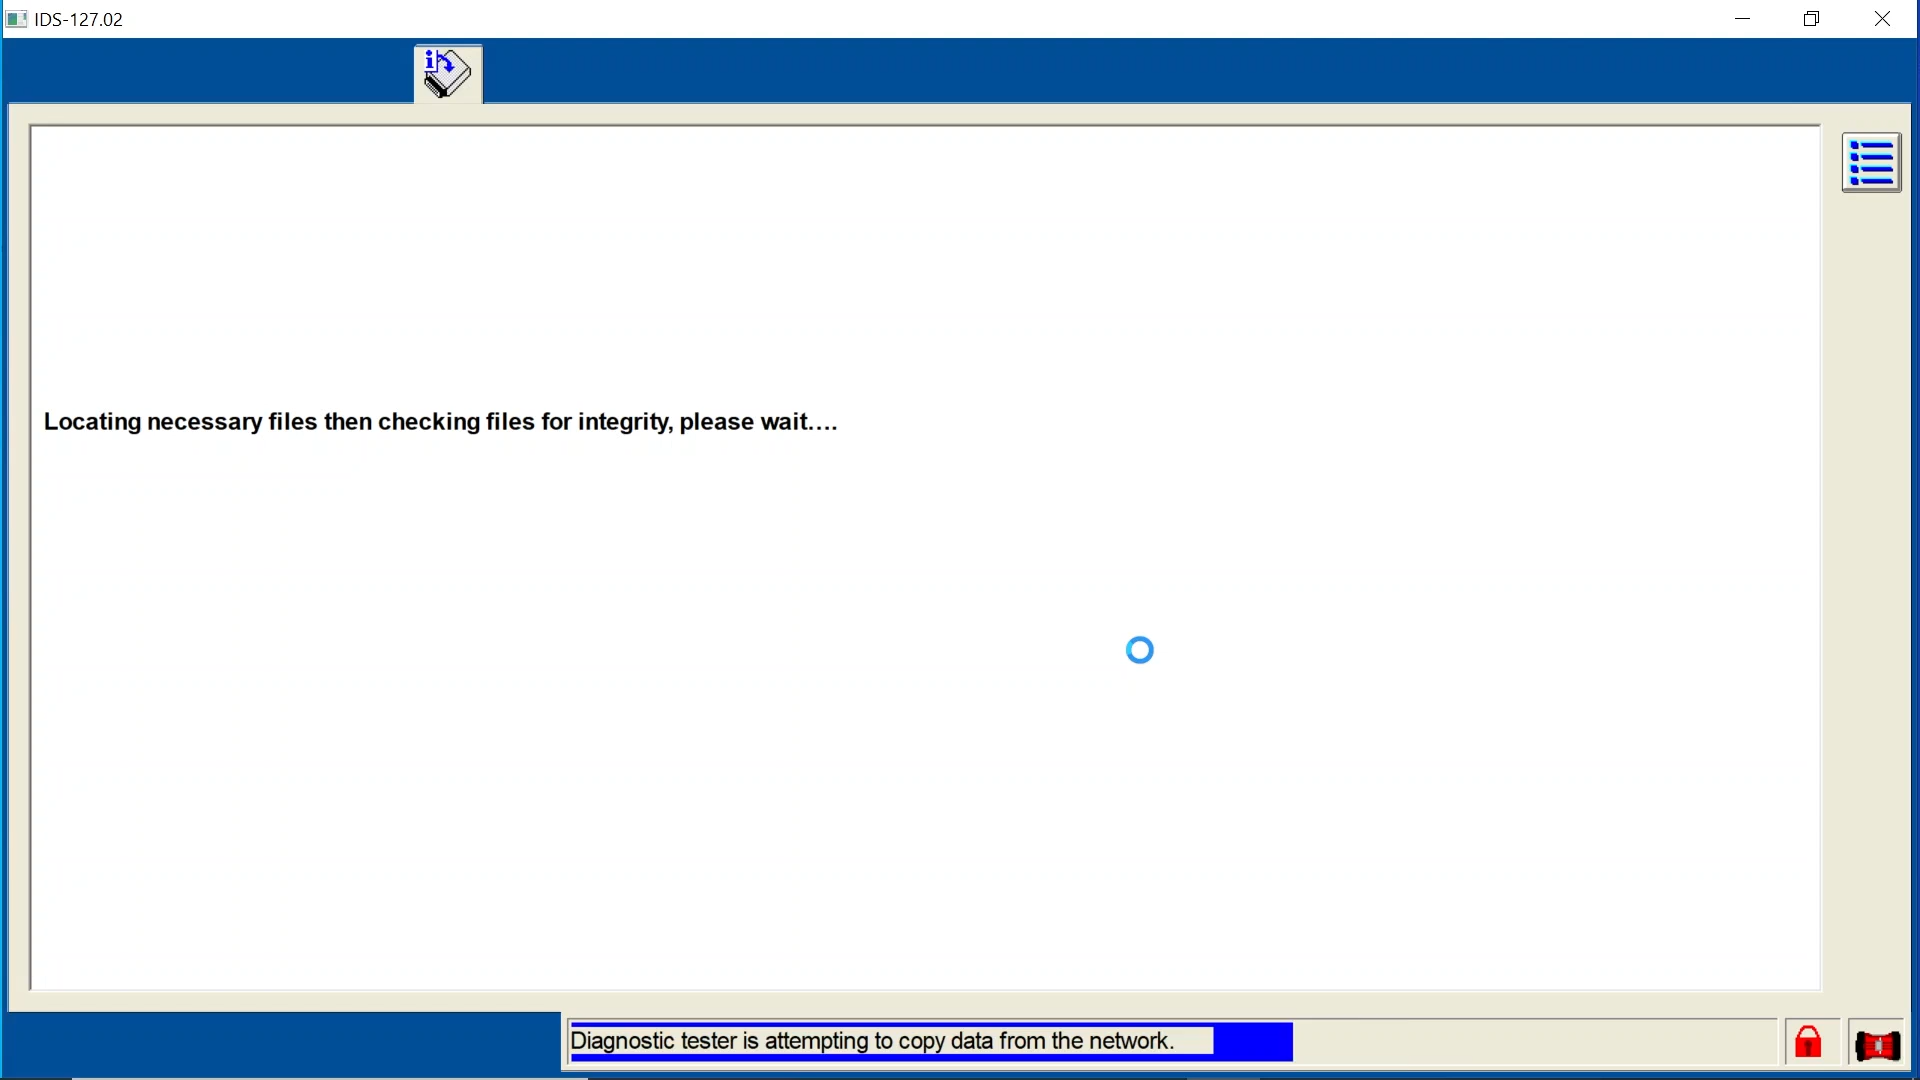 IDS-127.02
Locating necessary files then checking files for integrity, please wait....
Diagnostic tester is attempting to copy data from the network.